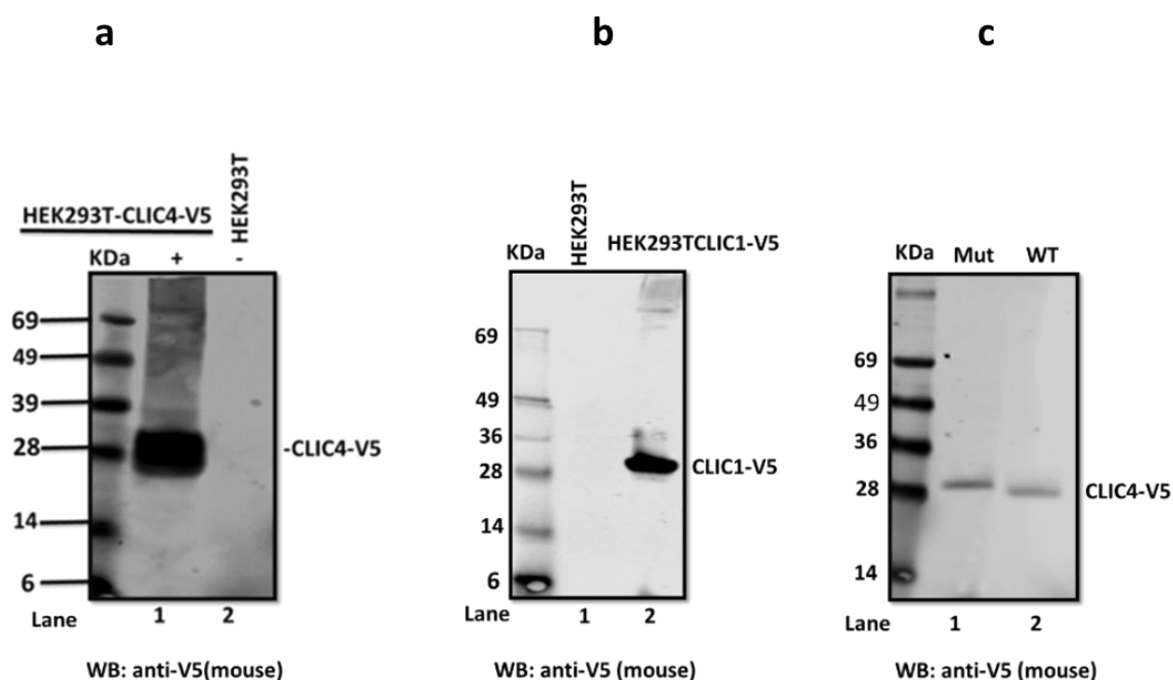 a
HEK293T-CLIC4-V5
HEK293T
KDa + -
69
49
39
28
14
6
-CLIC4-V5
Lane 1 2
WB: anti-V5(mouse)
b
HEK293T
HEK293TCLIC1-V5
KDa
69
49
36
28
14
6
CLIC1-V5
Lane 1 2
WB: anti-V5 (mouse)
c
KDa Mut WT
69
49
36
28
14
CLIC4-V5
Lane 1 2
WB: anti-V5 (mouse)